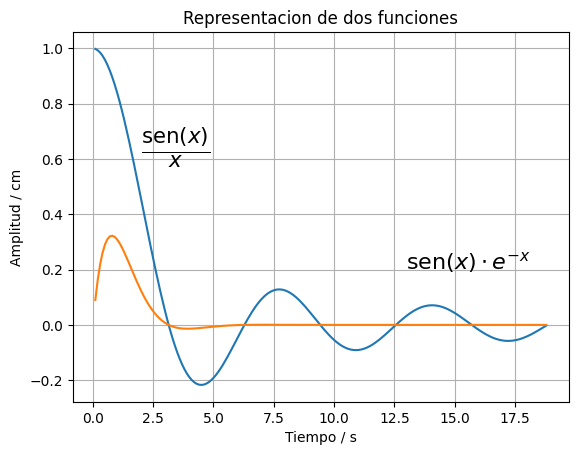 Representacion de dos funciones
1.0
0.8
0.6
0.4
0.2
0.0
−0.2
Amplitud / cm
sen(x)
x
sen(x) · e^{−x}
0.0 2.5 5.0 7.5 10.0 12.5 15.0 17.5
Tiempo / s